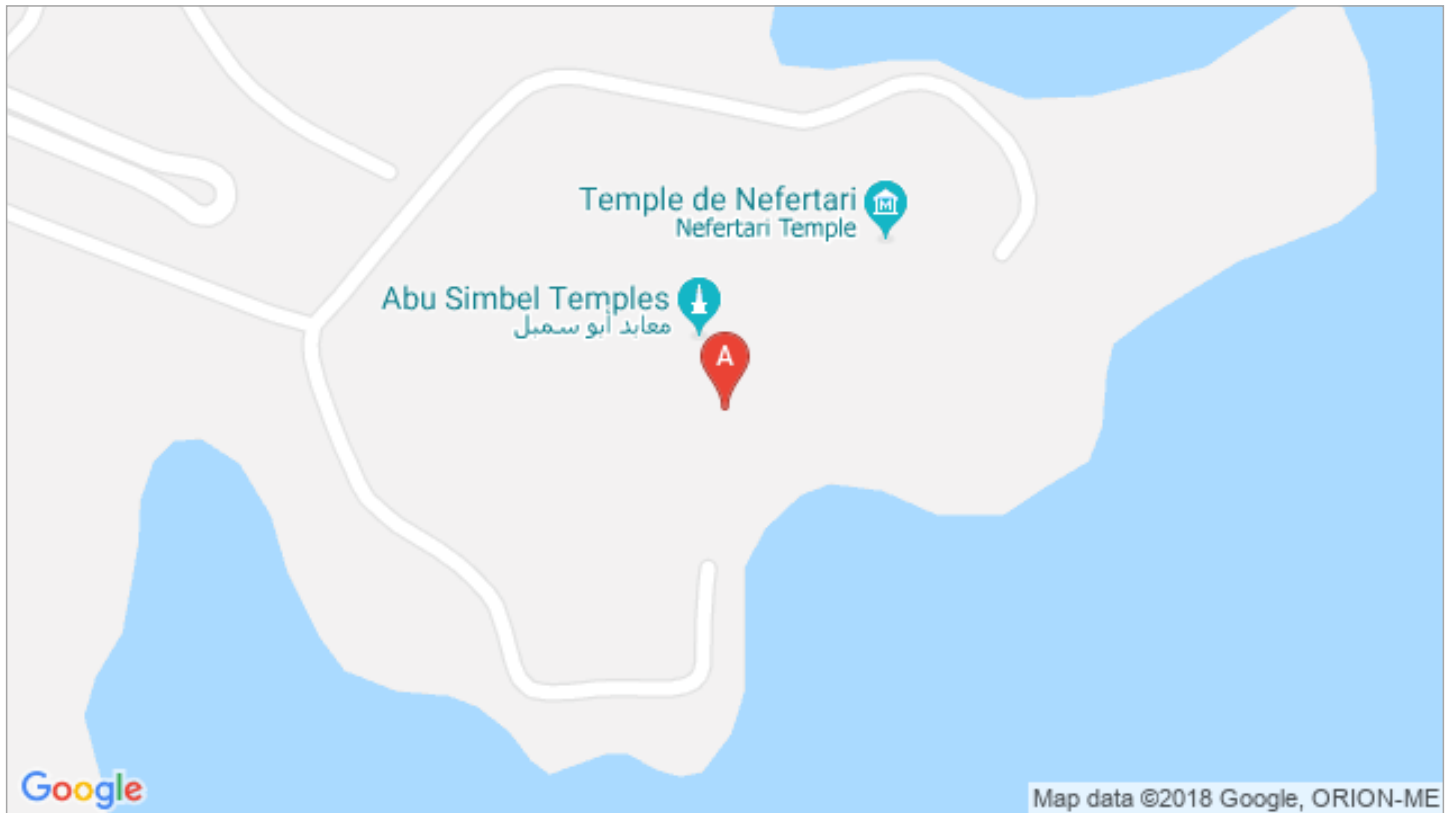 Temple de Nefertari
Nefertari Temple
Abu Simbel Temples
معابد أبو سمبل
A
Google
Map data ©2018 Google, ORION-ME